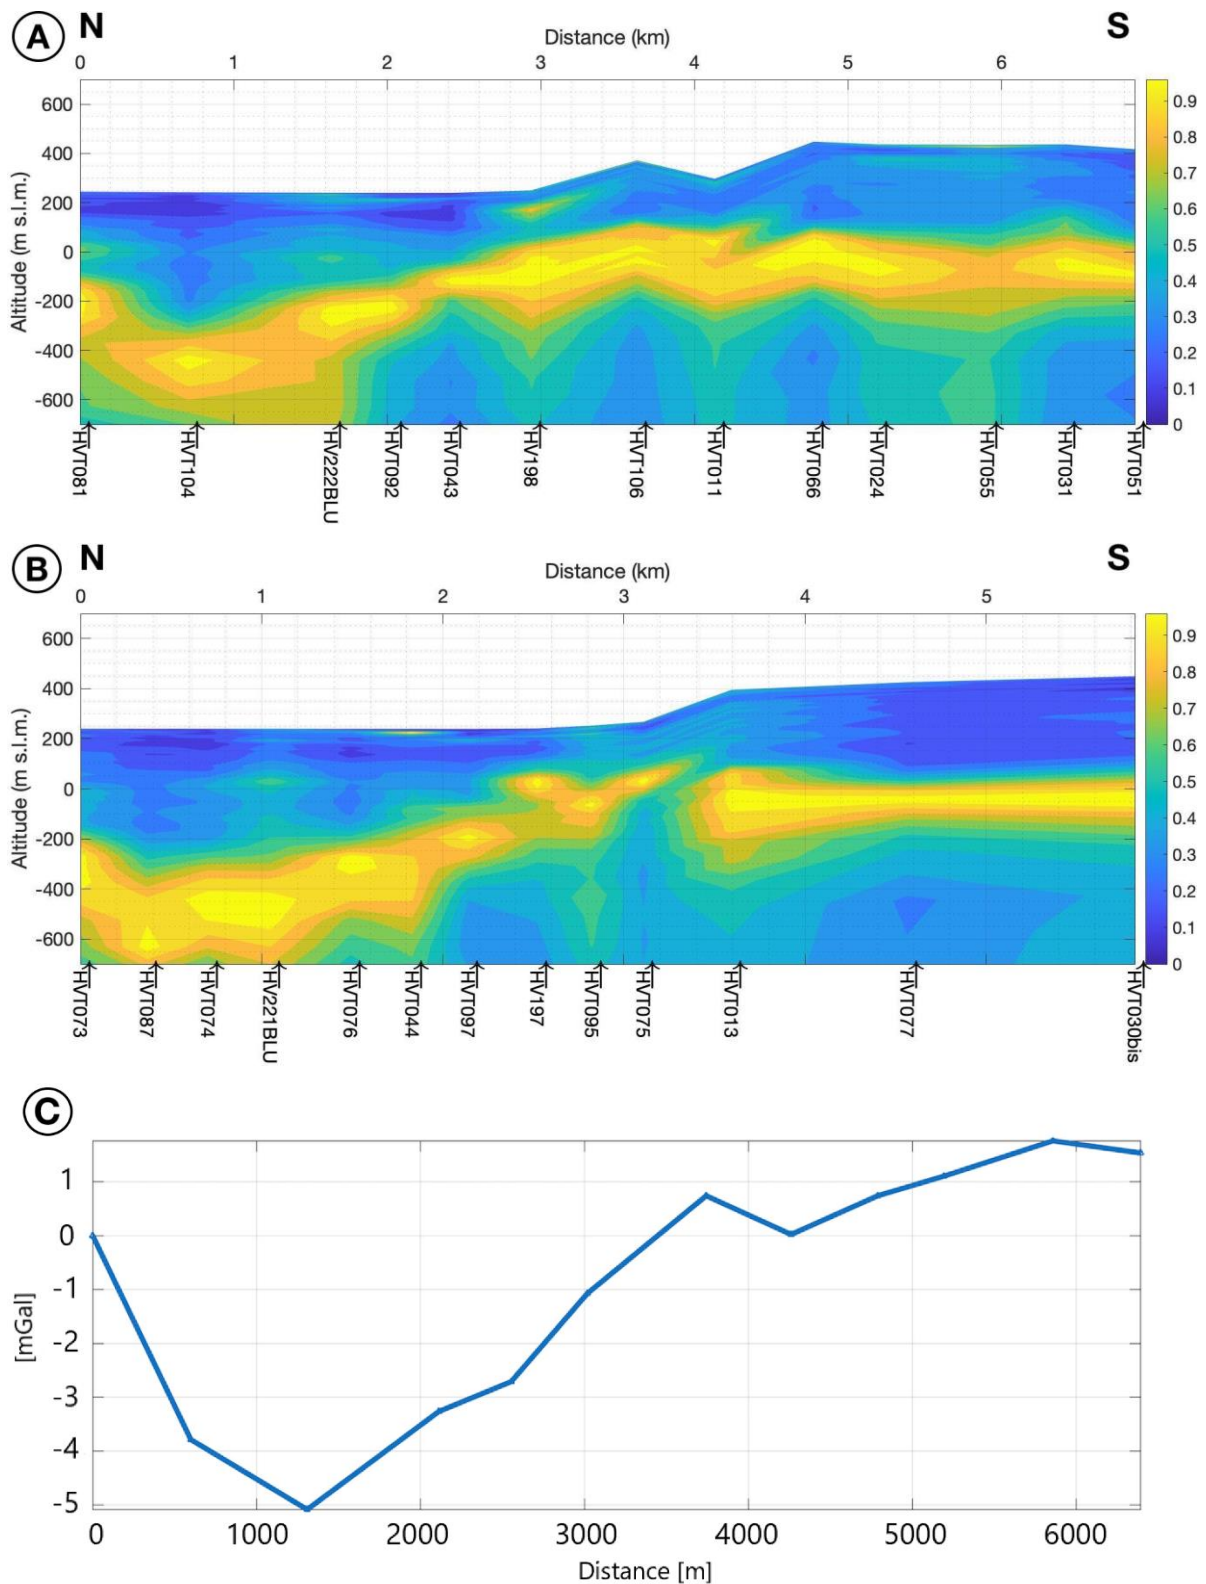 A N S
Distance (km)
0 1 2 3 4 5 6
Altitude (m s.l.m.)
600
400
200
0
-200
-400
-600
0.9
0.8
0.7
0.6
0.5
0.4
0.3
0.2
0.1
0
HVT081 HVT104 HV222BLU HVT092 HVT043 HV198 HVT106 HVT011 HVT066 HVT024 HVT055 HVT031 HVT051
B N S
Distance (km)
0 1 2 3 4 5
Altitude (m s.l.m.)
600
400
200
0
-200
-400
-600
0.9
0.8
0.7
0.6
0.5
0.4
0.3
0.2
0.1
0
HVT073 HVT087 HVT074 HV221BLU HVT076 HVT044 HVT097 HV197 HVT095 HVT075 HVT013 HVT077 HVT030bis
C
[mGal]
1
0
-1
-2
-3
-4
-5
0 1000 2000 3000 4000 5000 6000
Distance [m]